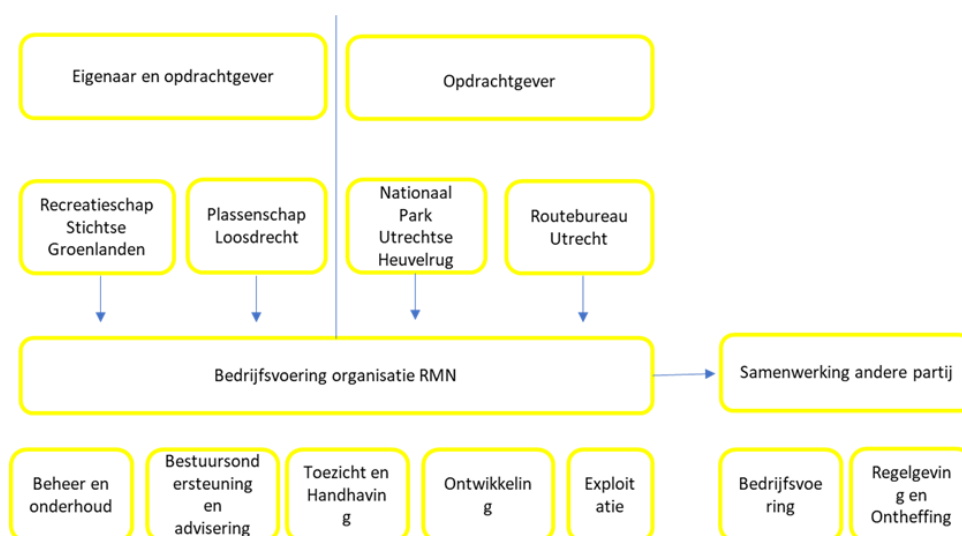 Eigenaar en opdrachtgever
Opdrachtgever
Recreatieschap
Stichtse
Groenlanden
Plassenschap
Loosdrecht
Nationaal
Park
Utrechtse
Heuvelrug
Routebureau
Utrecht
Bedrijfsvoering organisatie RMN
Samenwerking andere partij
Beheer en
onderhoud
Bestuursond
ersteuning
en
advisering
Toezicht en
Handhavin
g
Ontwikkelin
g
Exploit
atie
Bedrijfsvoe
ring
Regelgevin
g en
Ontheffing